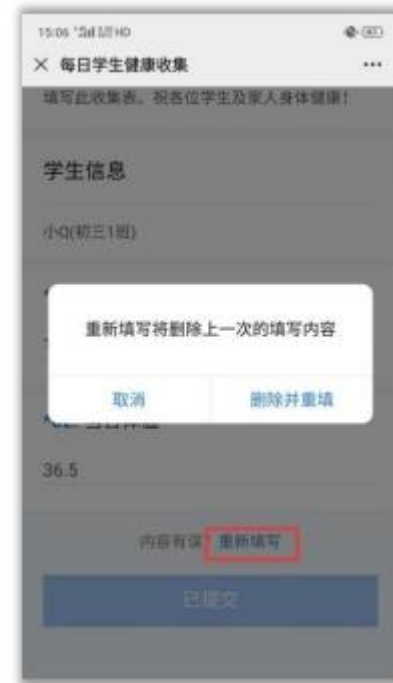 15:06
HD
每日学生健康收集
填写此收集表。祝各位学生及家人身体健康!
学生信息
小Q(初三1班)
重新填写将删除上一次的填写内容
取消
删除并重填
36.5
内容有误 重新填写
已提交